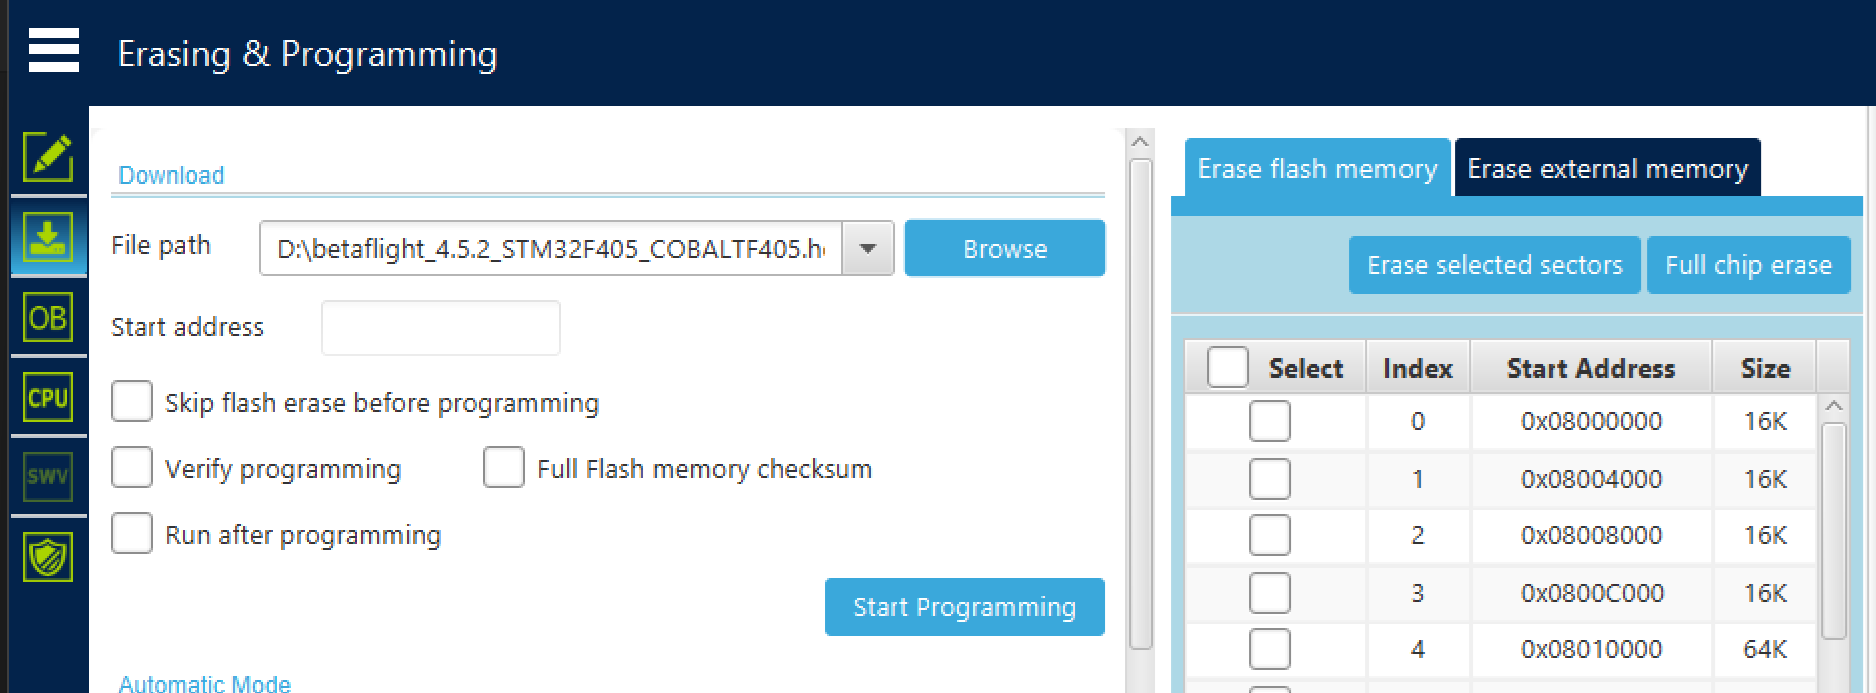 Erasing & Programming
Download
File path D:\betaflight_4.5.2_STM32F405_COBALTF405.h Browse
Start address
Skip flash erase before programming
Verify programming Full Flash memory checksum
Run after programming
Start Programming
Automatic Mode
OB
CPU
SWV
Erase flash memory Erase external memory
Erase selected sectors Full chip erase
Select Index Start Address Size
0 0x08000000 16K
1 0x08004000 16K
2 0x08008000 16K
3 0x0800C000 16K
4 0x08010000 64K